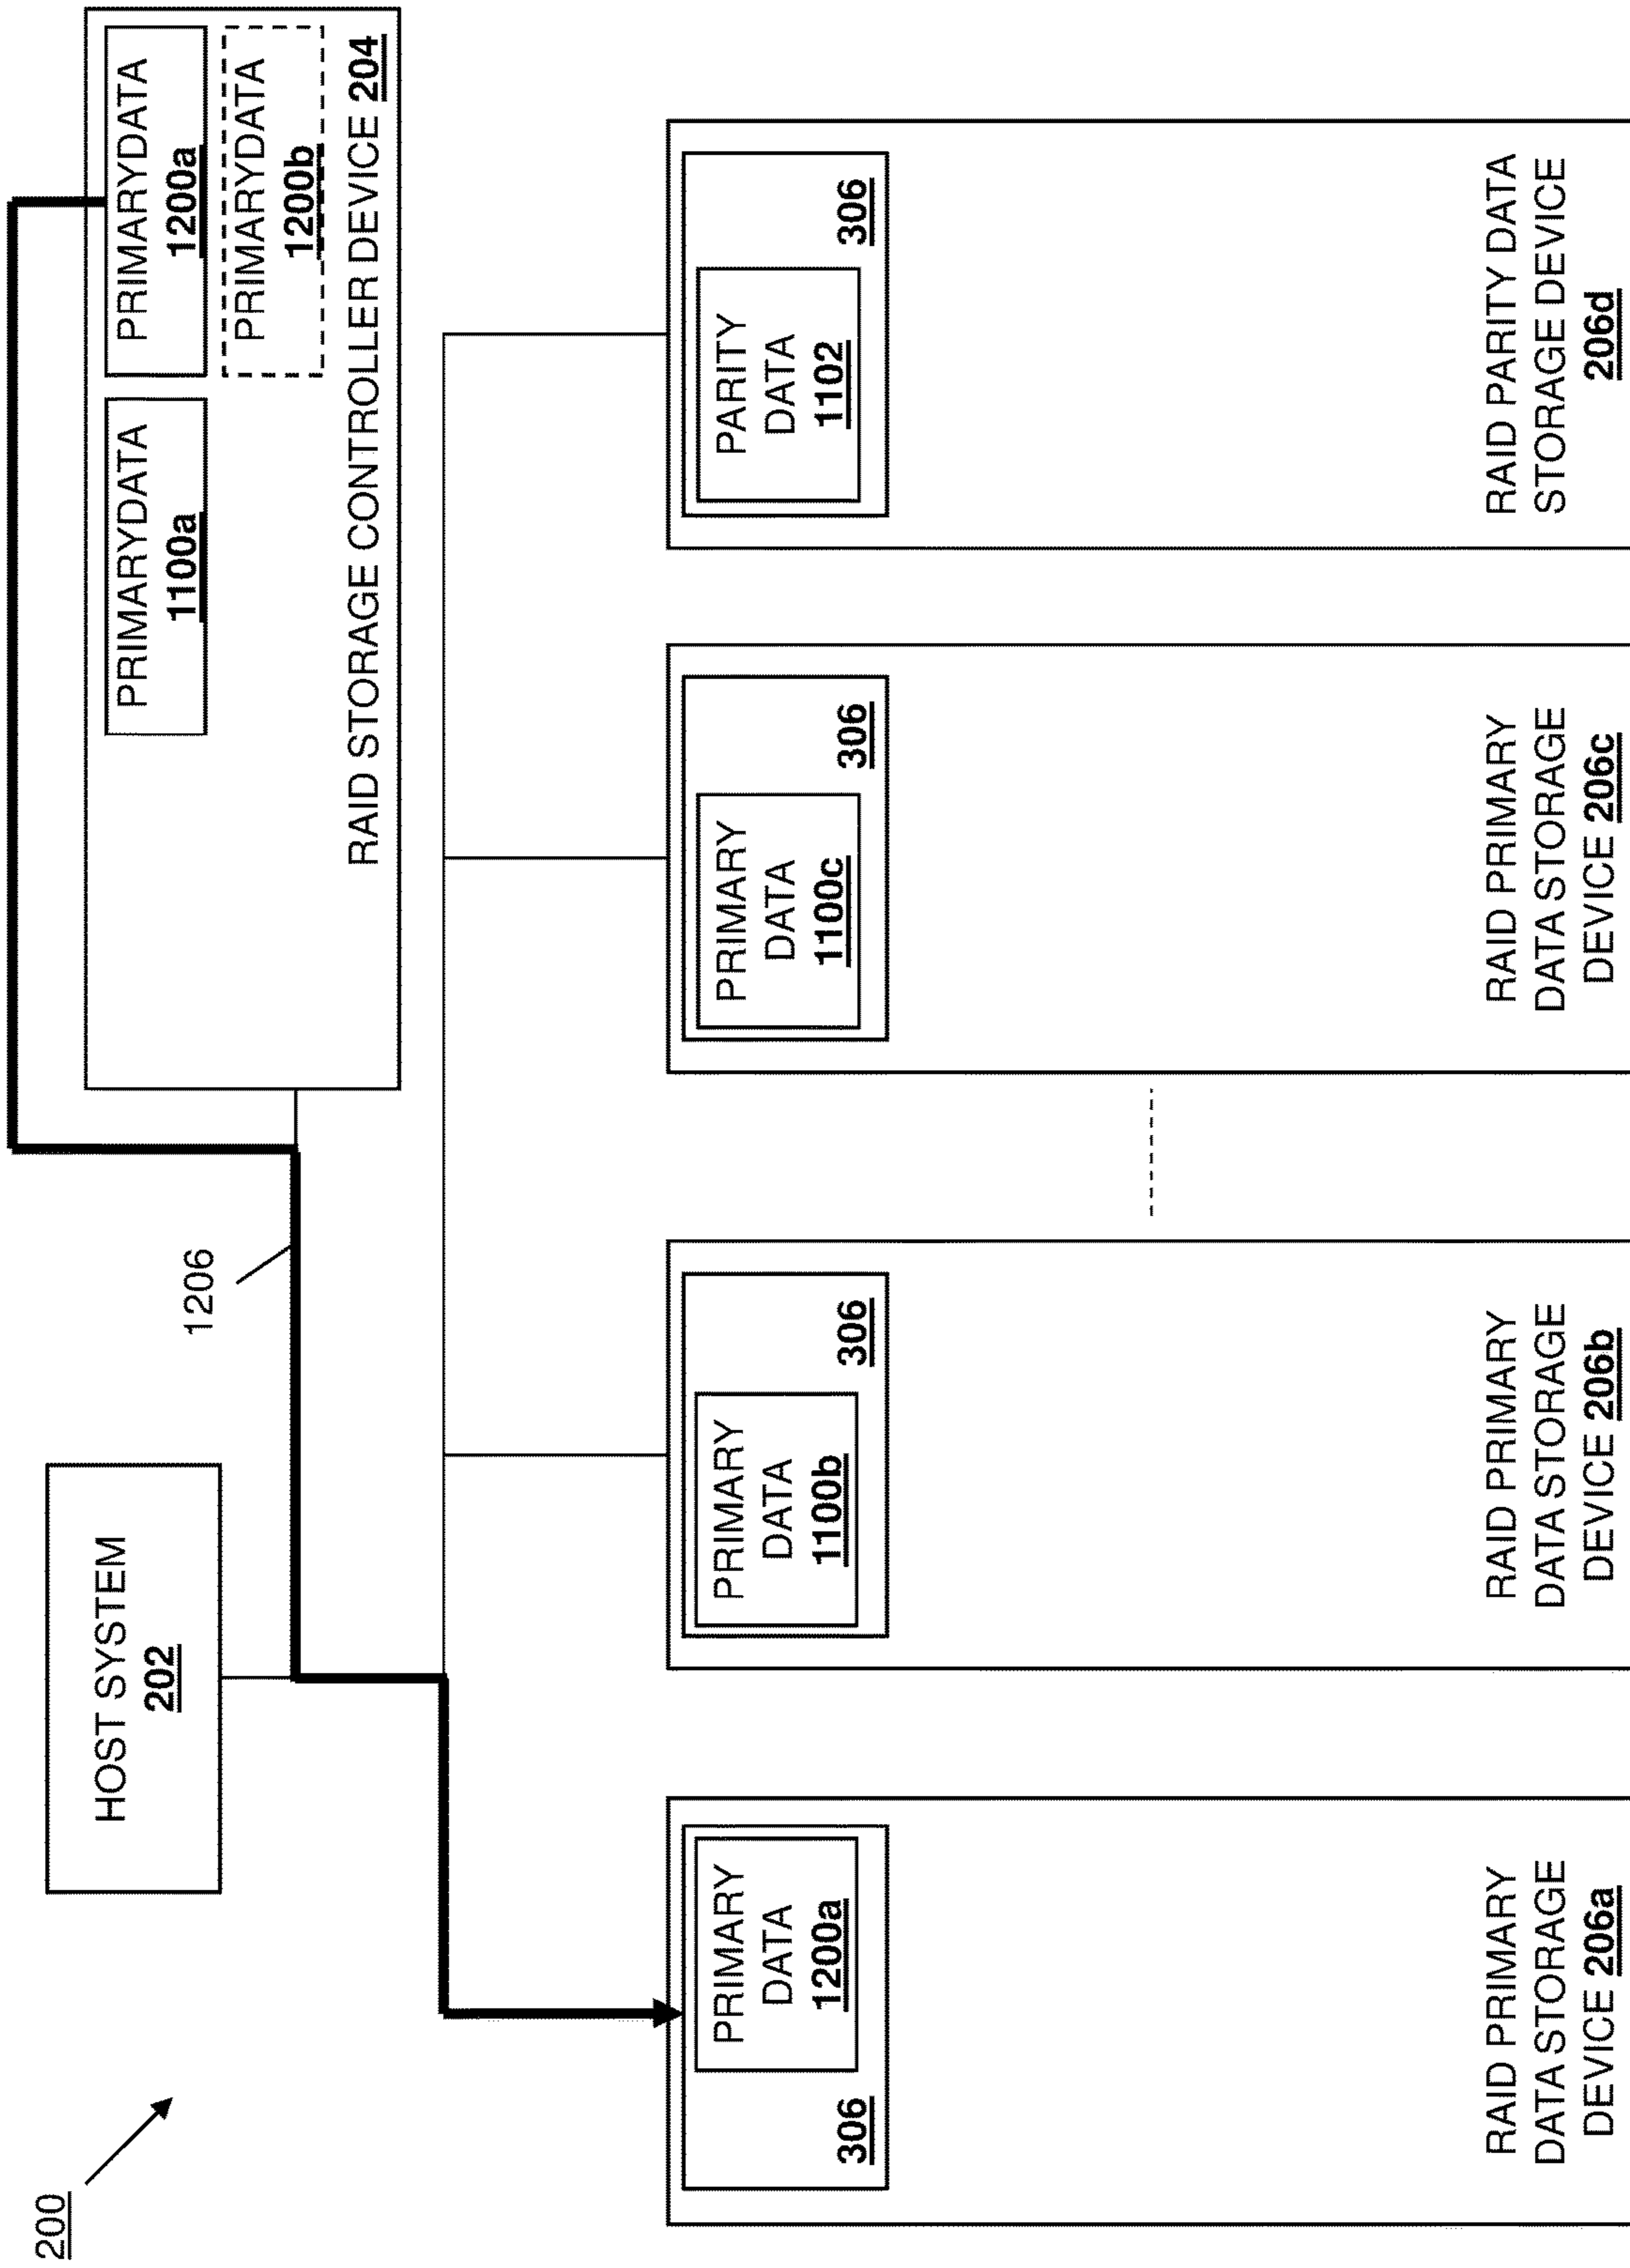 200
HOST SYSTEM
202
1206
PRIMARYDATA
1100a
PRIMARYDATA
1200a
PRIMARYDATA
1200b
RAID STORAGE CONTROLLER DEVICE 204
PRIMARY
DATA
1200a
306
RAID PRIMARY
DATA STORAGE
DEVICE 206a
PRIMARY
DATA
1100b
306
RAID PRIMARY
DATA STORAGE
DEVICE 206b
PRIMARY
DATA
1100c
306
RAID PRIMARY
DATA STORAGE
DEVICE 206c
PARITY
DATA
1102
306
RAID PARITY DATA
STORAGE DEVICE
206d